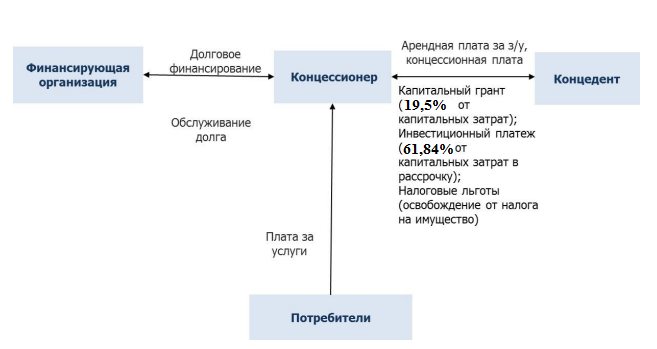 Финансирующая
организация
Долговое
финансирование
Обслуживание
долга
Концессионер
Арендная плата за з/у,
концессионная плата
Концедент
Капитальный грант
(19,5% от
капитальных затрат);
Инвестиционный платеж
(61,84% от
капитальных затрат в
рассрочку);
Налоговые льготы
(освобождение от налога
на имущество)
Плата за
услуги
Потребители